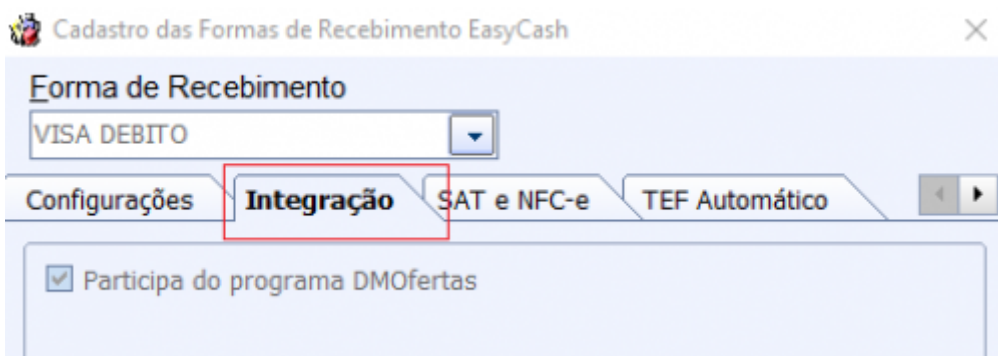 Cadastro das Formas de Recebimento EasyCash
Forma de Recebimento
VISA DEBITO
Configurações Integração SAT e NFC-e TEF Automático
Participa do programa DMOfertas